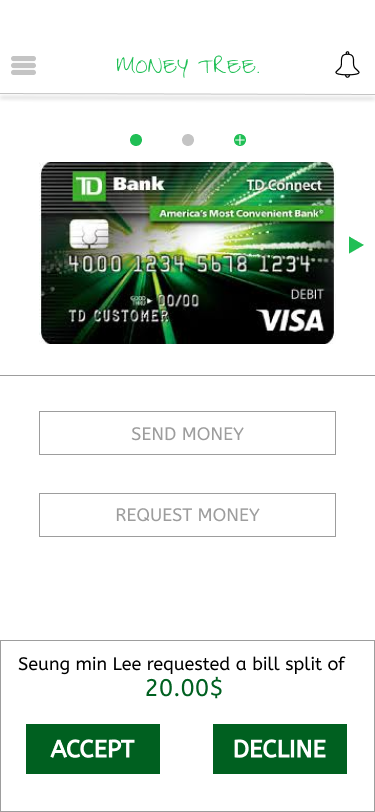 MONEY TREE.
TD Bank
TD Connect
America's Most Convenient Bank®
4000 1234 5678 1234
DEBIT
GOOD THRU 00/00
TD CUSTOMER
VISA
SEND MONEY
REQUEST MONEY
Seung min Lee requested a bill split of
20.00$
ACCEPT
DECLINE